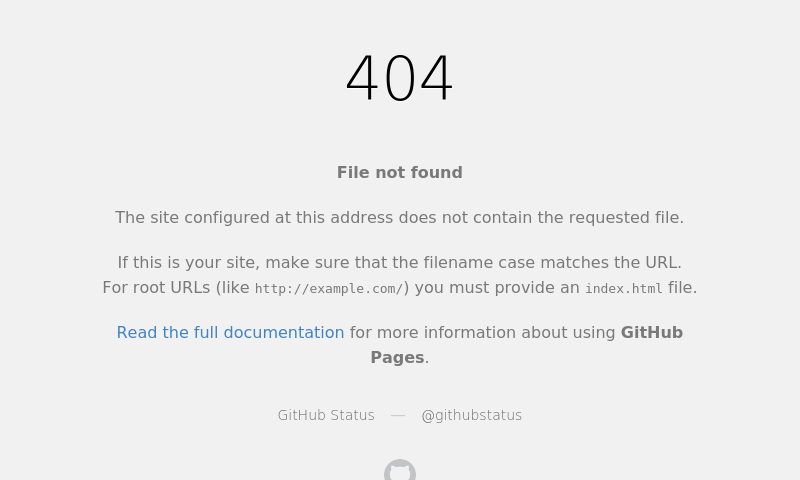 404
File not found
The site configured at this address does not contain the requested file.
If this is your site, make sure that the filename case matches the URL.
For root URLs (like http://example.com/) you must provide an index.html file.
Read the full documentation for more information about using GitHub
Pages.
GitHub Status — @githubstatus